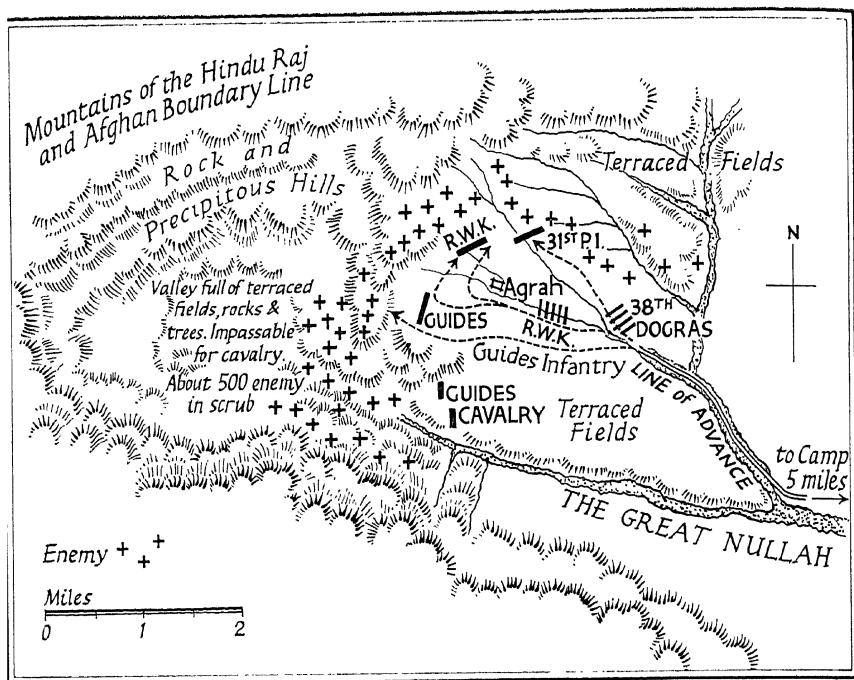 Mountains of the Hindu Raj
and Afghan Boundary Line
Rock and
Precipitous Hills
Terraced Fields
N
R.W.K.
31ST P.I.
Valley full of terraced
fields, rocks &
trees. Impassable
for cavalry.
About 500 enemy
in scrub
Agrah
GUIDES
R.W.K.
38TH
DOGRAS
Guides Infantry
LINE OF ADVANCE
GUIDES
CAVALRY
Terraced
Fields
to Camp
5 miles
THE GREAT NULLAH
Enemy
Miles
0 1 2